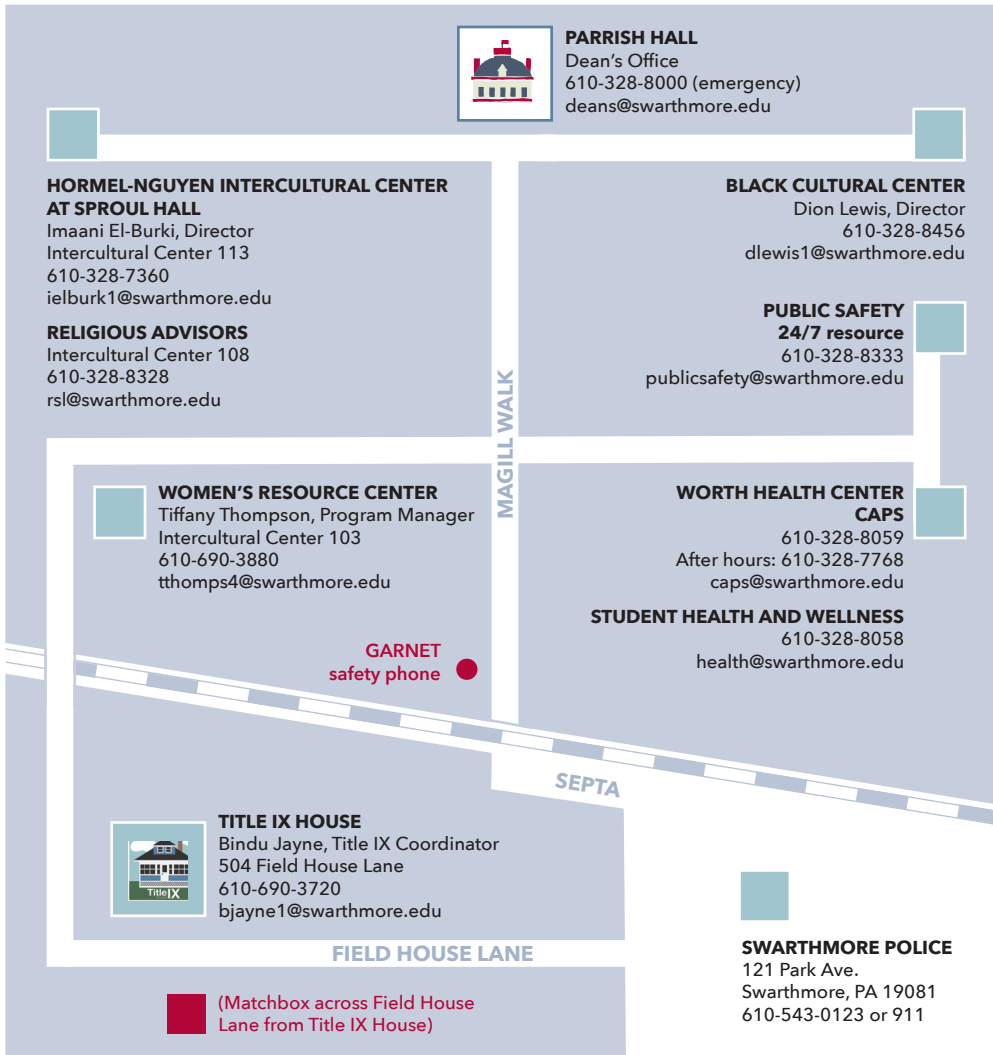 PARRISH HALL
Dean's Office
610-328-8000 (emergency)
deans@swarthmore.edu
HORMEL-NGUYEN INTERCULTURAL CENTER
AT SPROUL HALL
Imaani El-Burki, Director
Intercultural Center 113
610-328-7360
ielburk1@swarthmore.edu
RELIGIOUS ADVISORS
Intercultural Center 108
610-328-8328
rsl@swarthmore.edu
BLACK CULTURAL CENTER
Dion Lewis, Director
610-328-8456
dlewis1@swarthmore.edu
PUBLIC SAFETY
24/7 resource
610-328-8333
publicsafety@swarthmore.edu
MAGILL WALK
WOMEN'S RESOURCE CENTER
Tiffany Thompson, Program Manager
Intercultural Center 103
610-690-3880
tthomps4@swarthmore.edu
WORTH HEALTH CENTER
CAPS
610-328-8059
After hours: 610-328-7768
caps@swarthmore.edu
STUDENT HEALTH AND WELLNESS
610-328-8058
health@swarthmore.edu
GARNET
safety phone
SEPTA
TITLE IX HOUSE
Bindu Jayne, Title IX Coordinator
504 Field House Lane
610-690-3720
bjayne1@swarthmore.edu
Title IX
FIELD HOUSE LANE
(Matchbox across Field House
Lane from Title IX House)
SWARTHMORE POLICE
121 Park Ave.
Swarthmore, PA 19081
610-543-0123 or 911